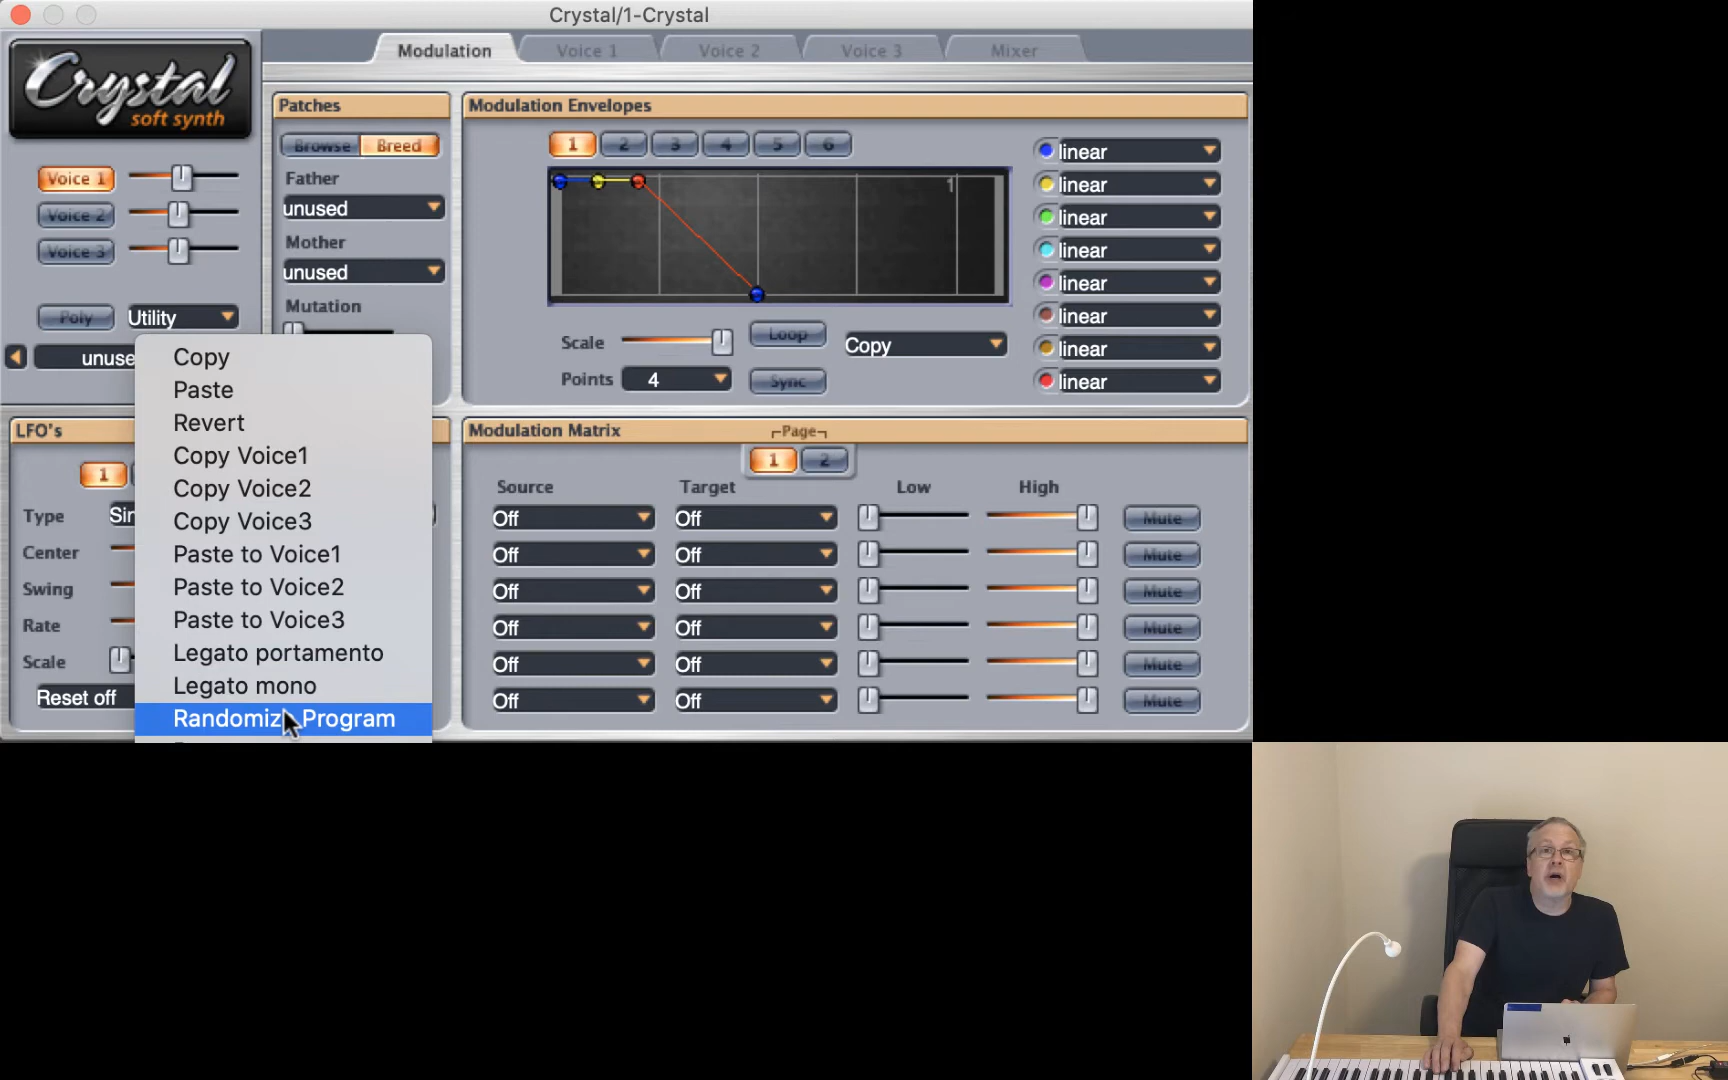 Crystal/1-Crystal
Crystal
soft synth
Modulation
Voice 1
Voice 2
Voice 3
Mixer
Voice 1
Voice 2
Voice 3
Poly
Utility
unuse
Patches
Browse
Breed
Father
unused
Mother
unused
Mutation
Modulation Envelopes
1
2
3
4
5
6
1
Scale
Loop
Copy
Points
4
Sync
linear
linear
linear
linear
linear
linear
linear
linear
Copy
Paste
Revert
Copy Voice1
Copy Voice2
Copy Voice3
Paste to Voice1
Paste to Voice2
Paste to Voice3
Legato portamento
Legato mono
Randomiz Program
LFO's
1
Type
Sin
Center
Swing
Rate
Scale
Reset off
Modulation Matrix
Page
1
2
Source
Target
Low
High
Off
Off
Mute
Off
Off
Mute
Off
Off
Mute
Off
Off
Mute
Off
Off
Mute
Off
Off
Mute